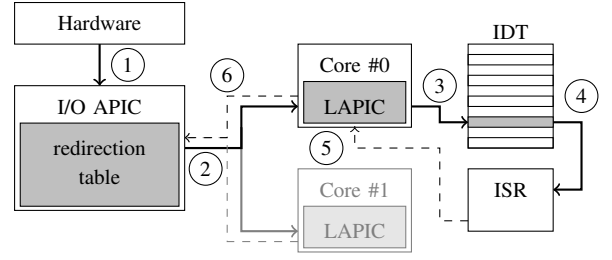 Hardware
1
I/O APIC
redirection
table
2
6
Core #0
LAPIC
5
Core #1
LAPIC
3
IDT
4
ISR